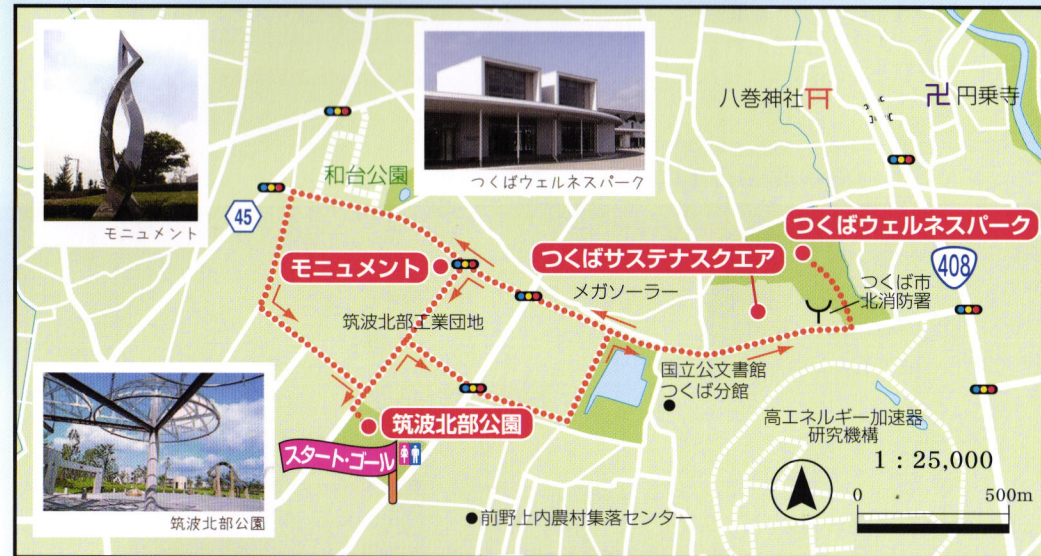 モニュメント
つくばウェルネスパーク
八巻神社
円乗寺
和台公園
45
つくばウェルネスパーク
つくばサステナスクエア
モニュメント
408
つくば市
北消防署
メガソーラー
筑波北部工業団地
国立公文書館
つくば分館
筑波北部公園
高エネルギー加速器
研究機構
スタート・ゴール
1：25,000
0 500m
前野上内農村集落センター
筑波北部公園